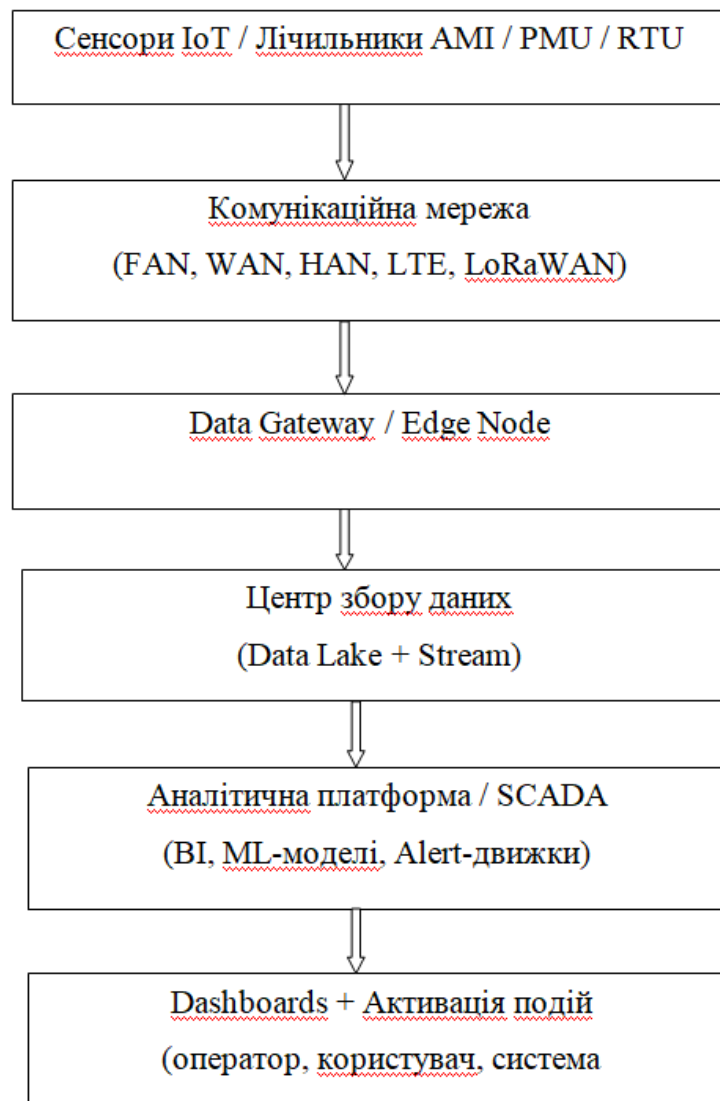 Сенсори IoT / Лічильники AMI / PMU / RTU
Комунікаційна мережа
(FAN, WAN, HAN, LTE, LoRaWAN)
Data Gateway / Edge Node
Центр збору даних
(Data Lake + Stream)
Аналітична платформа / SCADA
(BI, ML-моделі, Alert-движки)
Dashboards + Активація подій
(оператор, користувач, система